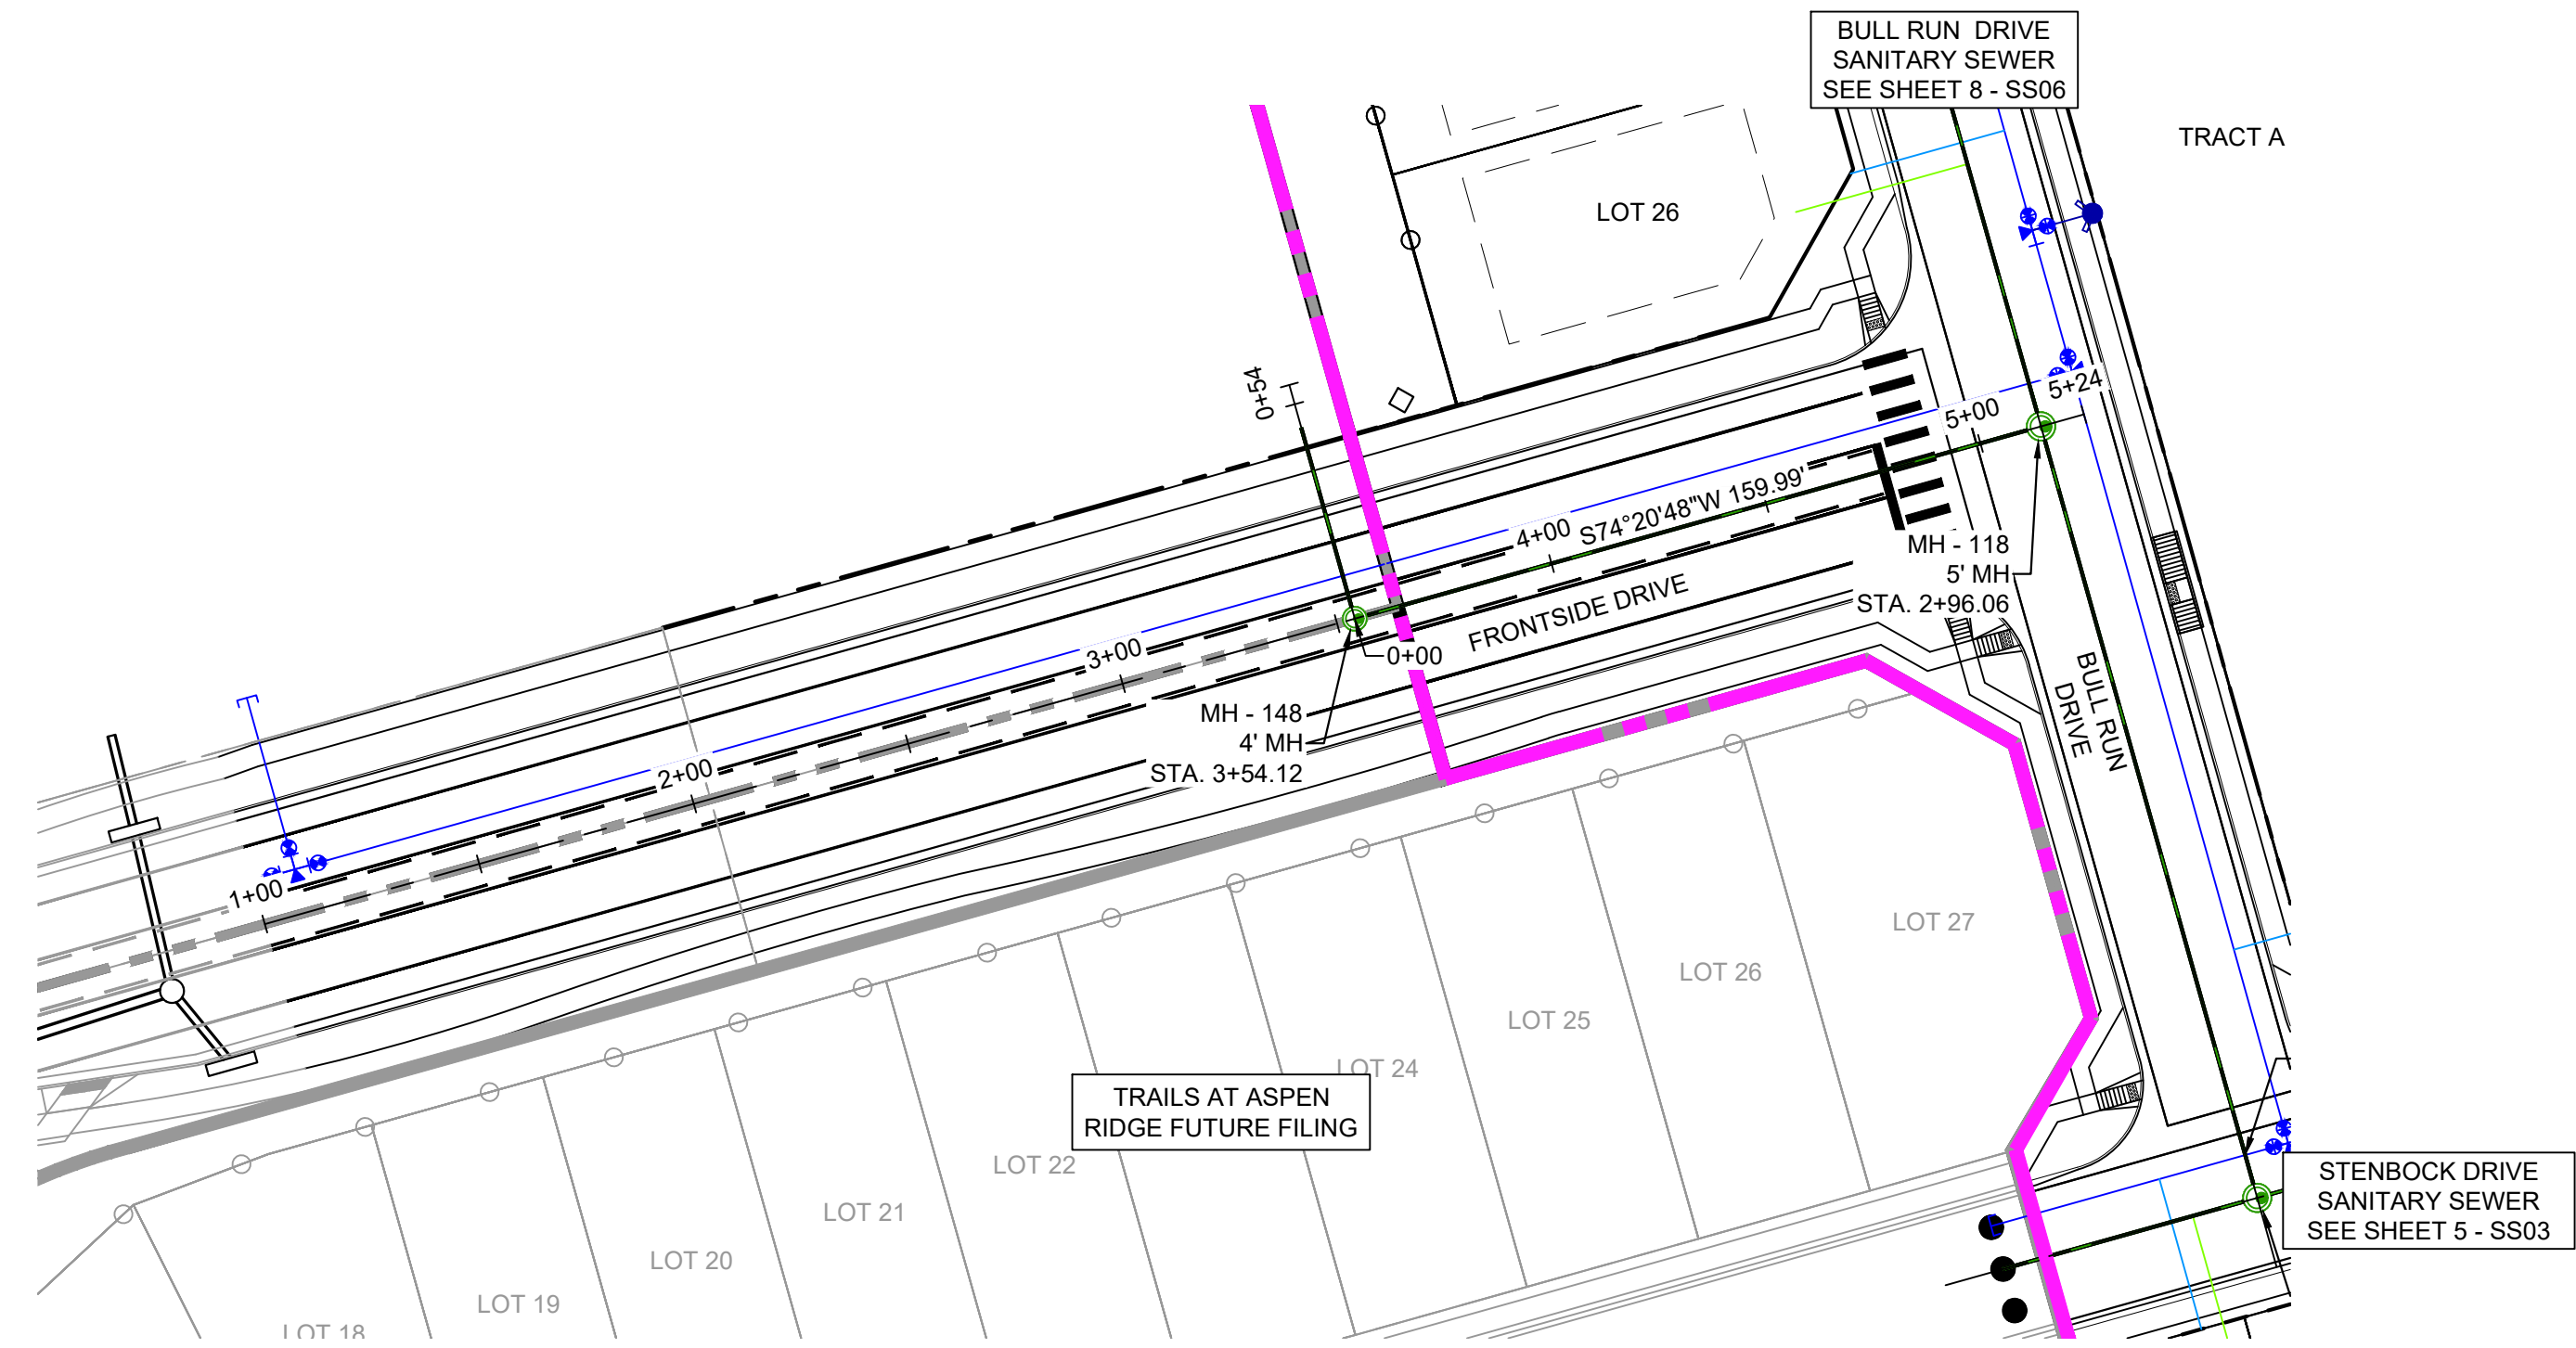 BULL RUN DRIVE
SANITARY SEWER
SEE SHEET 8 - SS06
TRACT A
LOT 26
0+54
5+24
5+00
S74°20'48"W 159.99'
4+00
MH - 118
5' MH
STA. 2+96.06
FRONTSIDE DRIVE
0+00
3+00
BULL RUN
DRIVE
MH - 148
4' MH
STA. 3+54.12
2+00
1+00
LOT 27
LOT 26
LOT 25
LOT 24
TRAILS AT ASPEN
RIDGE FUTURE FILING
LOT 22
LOT 21
LOT 20
LOT 19
LOT 18
STENBOCK DRIVE
SANITARY SEWER
SEE SHEET 5 - SS03